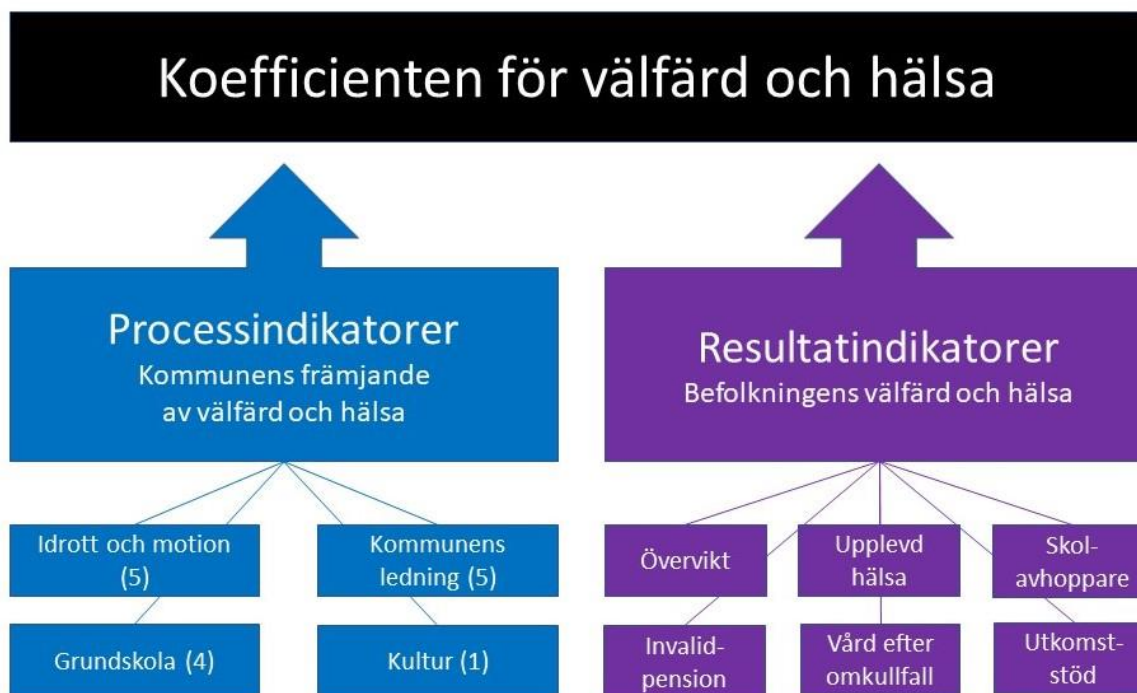 Koefficienten för välfärd och hälsa
Processindikatorer
Kommunens främjande
av välfärd och hälsa
Idrott och motion
(5)
Kommunens
ledning (5)
Grundskola (4)
Kultur (1)
Resultatindikatorer
Befolkningens välfärd och hälsa
Övervikt
Upplevd
hälsa
Skol-
avhoppare
Invalid-
pension
Vård efter
omkullfall
Utkomst-
stöd